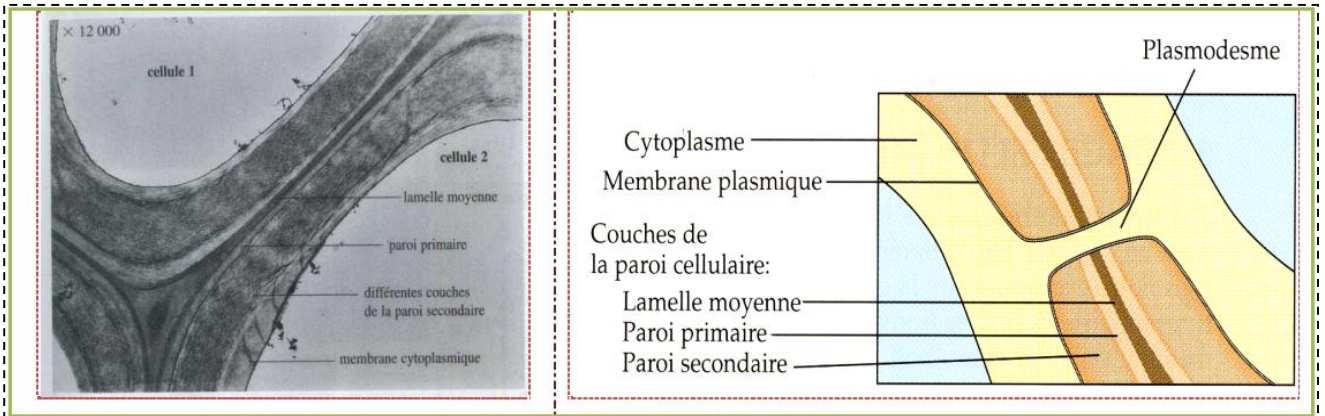 × 12 000
cellule 1
cellule 2
lamelle moyenne
paroi primaire
différentes couches
de la paroi secondaire
membrane cytoplasmique
Plasmodesme
Cytoplasme
Membrane plasmique
Couches de
la paroi cellulaire:
Lamelle moyenne
Paroi primaire
Paroi secondaire